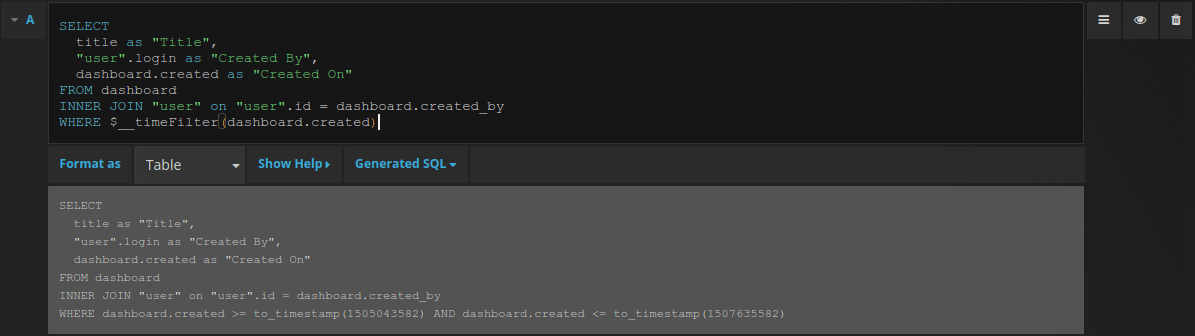 A
SELECT
  title as "Title",
  "user".login as "Created By",
  dashboard.created as "Created On"
FROM dashboard
INNER JOIN "user" on "user".id = dashboard.created_by
WHERE $__timeFilter(dashboard.created)
Format as Table Show Help Generated SQL
SELECT
  title as "Title",
  "user".login as "Created By",
  dashboard.created as "Created On"
FROM dashboard
INNER JOIN "user" on "user".id = dashboard.created_by
WHERE dashboard.created >= to_timestamp(1505043582) AND dashboard.created <= to_timestamp(1507635582)